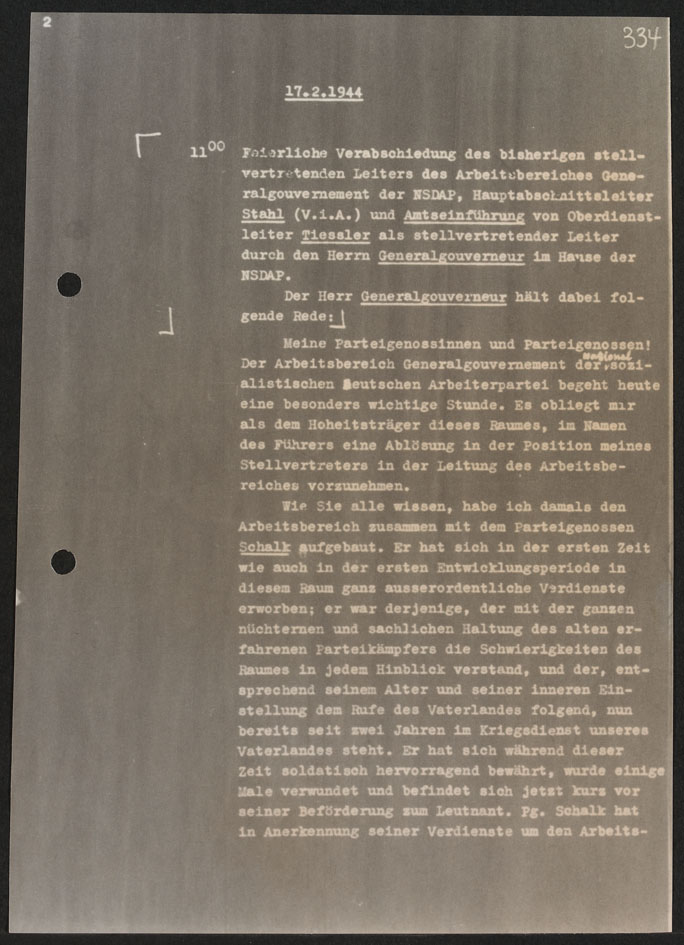 2
334
17.2.1944
11 00 Feierliche Verabschiedung des bisherigen stell-
vertretenden Leiters des Arbeitsbereiches Gene-
ralgouvernement der NSDAP, Hauptabschnittsleiter
Stahl (V.i.A.) und Amtseinführung von Oberdienst-
leiter Tiessler als stellvertretender Leiter
durch den Herrn Generalgouverneur im Hause der
NSDAP.
Der Herr Generalgouverneur hält dabei fol-
gende Rede:
Meine Parteigenossinnen und Parteigenossen!
national
Der Arbeitsbereich Generalgouvernement der sozi-
alistischen Deutschen Arbeiterpartei begeht heute
eine besonders wichtige Stunde. Es obliegt mir
als dem Hoheitsträger dieses Raumes, im Namen
des Führers eine Ablösung in der Position meines
Stellvertreters in der Leitung des Arbeitsbe-
reiches vorzunehmen.
Wie Sie alle wissen, habe ich damals den
Arbeitsbereich zusammen mit dem Parteigenossen
Schalk aufgebaut. Er hat sich in der ersten Zeit
wie auch in der ersten Entwicklungsperiode in
diesem Raum ganz ausserordentliche Verdienste
erworben; er war derjenige, der mit der ganzen
nüchternen und sachlichen Haltung des alten er-
fahrenen Parteikämpfers die Schwierigkeiten des
Raumes in jedem Hinblick verstand, und der, ent-
sprechend seinem Alter und seiner inneren Ein-
stellung dem Rufe des Vaterlandes folgend, nun
bereits seit zwei Jahren im Kriegsdienst unseres
Vaterlandes steht. Er hat sich während dieser
Zeit soldatisch hervorragend bewährt, wurde einige
Male verwundet und befindet sich jetzt kurz vor
seiner Beförderung zum Leutnant. Pg. Schalk hat
in Anerkennung seiner Verdienste um den Arbeits-